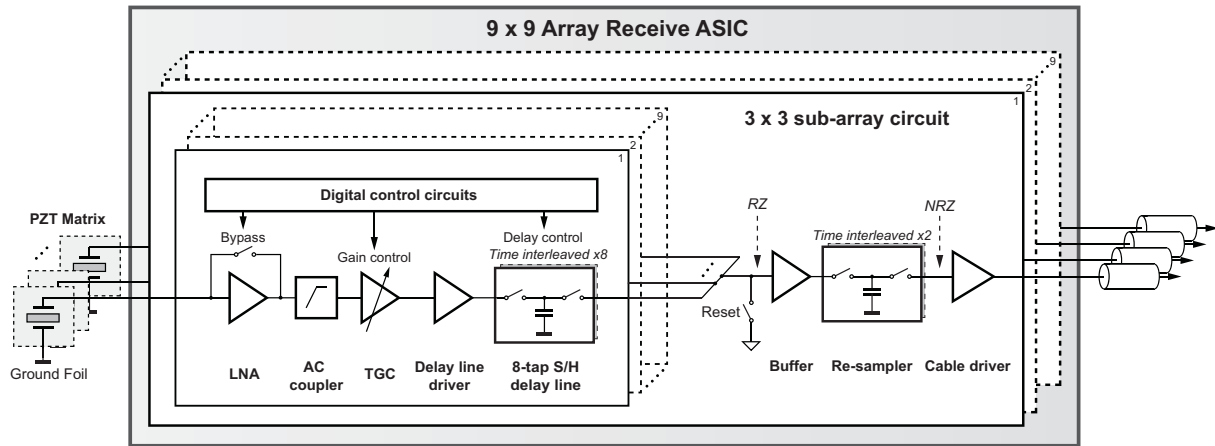 9 x 9 Array Receive ASIC
9
2
1
3 x 3 sub-array circuit
9
2
1
Digital control circuits
PZT Matrix
Bypass
Gain control
Delay control
Time interleaved x8
RZ
NRZ
Time interleaved x2
Reset
Ground Foil
LNA
AC
coupler
TGC
Delay line
driver
8-tap S/H
delay line
Buffer
Re-sampler
Cable driver